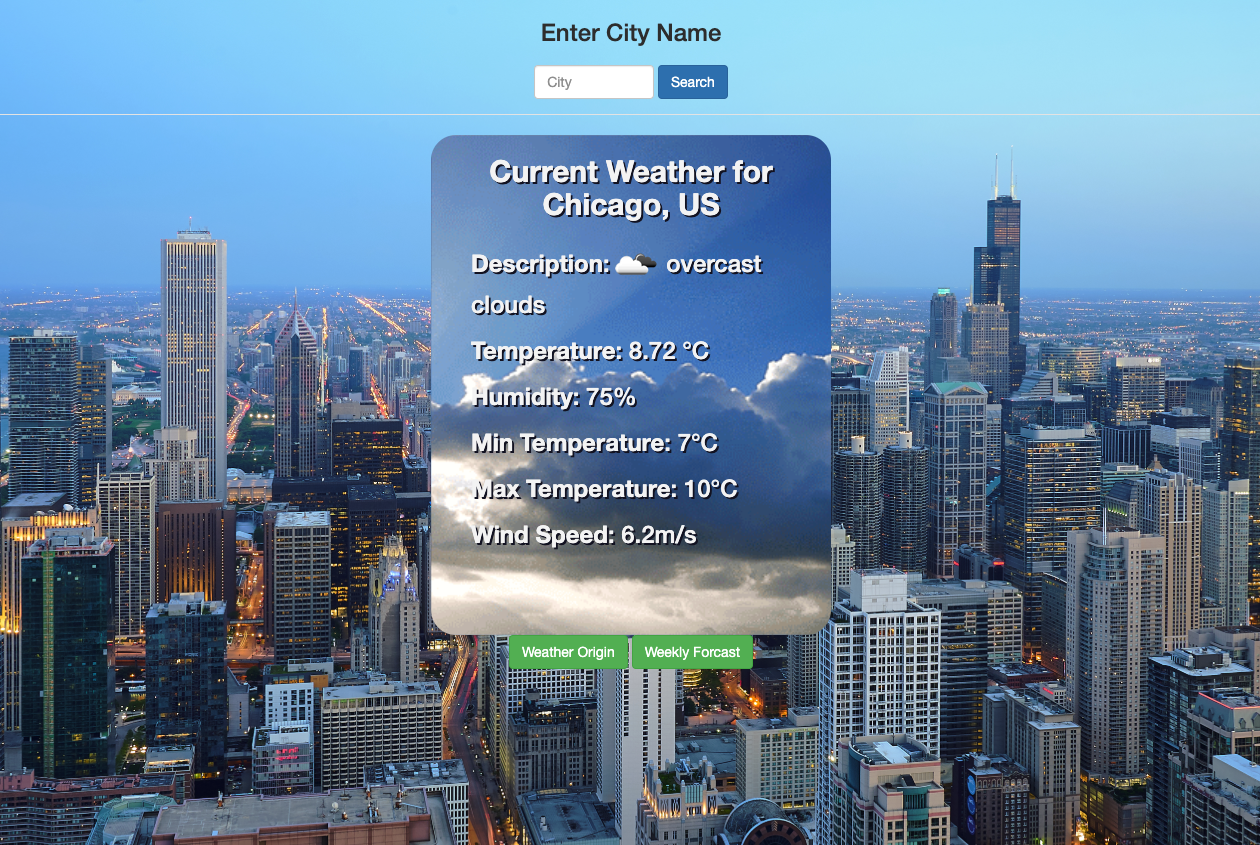 Enter City Name
City
Search
Current Weather for
Chicago, US
Description: overcast
clouds
Temperature: 8.72 °C
Humidity: 75%
Min Temperature: 7°C
Max Temperature: 10°C
Wind Speed: 6.2m/s
Weather Origin
Weekly Forcast